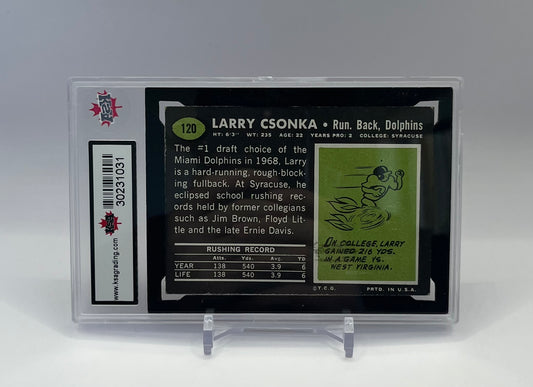 KSA
30231031
KSA
www.ksagrading.com
120
LARRY CSONKA • Run. Back, Dolphins
HT: 6'3" WT: 235 AGE: 22 YEARS PRO: 2 COLLEGE: SYRACUSE
The #1 draft choice of the
Miami Dolphins in 1968, Larry
is a hard-running, rough-block-
ing fullback. At Syracuse, he
eclipsed school rushing rec-
ords held by former collegians
such as Jim Brown, Floyd Lit-
tle and the late Ernie Davis.
RUSHING RECORD
Atts. Yds. Avg. TD
YEAR 138 540 3.9 6
LIFE 138 540 3.9 6
IN COLLEGE, LARRY
GAINED 216 YDS.
IN A GAME VS.
WEST VIRGINIA.
©T.C.G. PRTD. IN U.S.A.